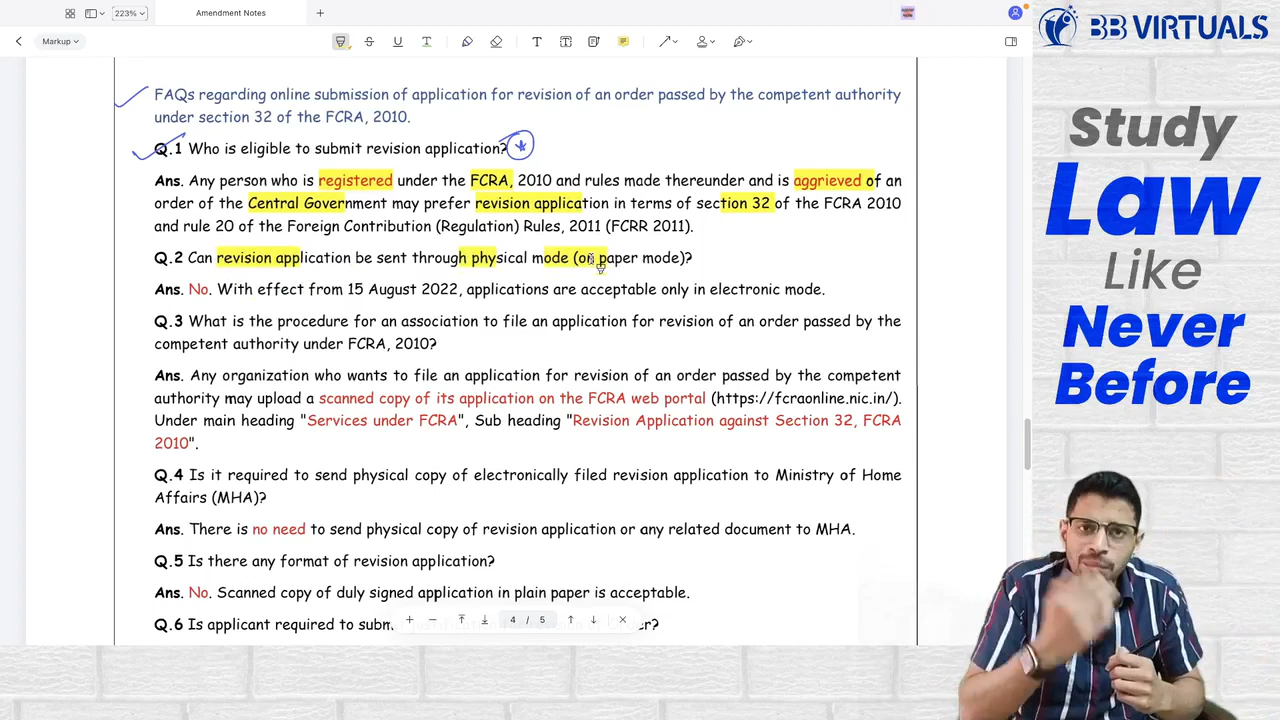 223%
Amendment Notes
BB VIRTUALS
Markup
FAQs regarding online submission of application for revision of an order passed by the competent authority
under section 32 of the FCRA, 2010.
Q.1 Who is eligible to submit revision application?
Ans. Any person who is registered under the FCRA, 2010 and rules made thereunder and is aggrieved of an
order of the Central Government may prefer revision application in terms of section 32 of the FCRA 2010
and rule 20 of the Foreign Contribution (Regulation) Rules, 2011 (FCRR 2011).
Q.2 Can revision application be sent through physical mode (on paper mode)?
Ans. No. With effect from 15 August 2022, applications are acceptable only in electronic mode.
Q.3 What is the procedure for an association to file an application for revision of an order passed by the
competent authority under FCRA, 2010?
Ans. Any organization who wants to file an application for revision of an order passed by the competent
authority may upload a scanned copy of its application on the FCRA web portal (https://fcraonline.nic.in/).
Under main heading "Services under FCRA", Sub heading "Revision Application against Section 32, FCRA
2010".
Q.4 Is it required to send physical copy of electronically filed revision application to Ministry of Home
Affairs (MHA)?
Ans. There is no need to send physical copy of revision application or any related document to MHA.
Q.5 Is there any format of revision application?
Ans. No. Scanned copy of duly signed application in plain paper is acceptable.
Q.6 Is applicant required to
4 / 5
Study
Law
Like
Never
Before